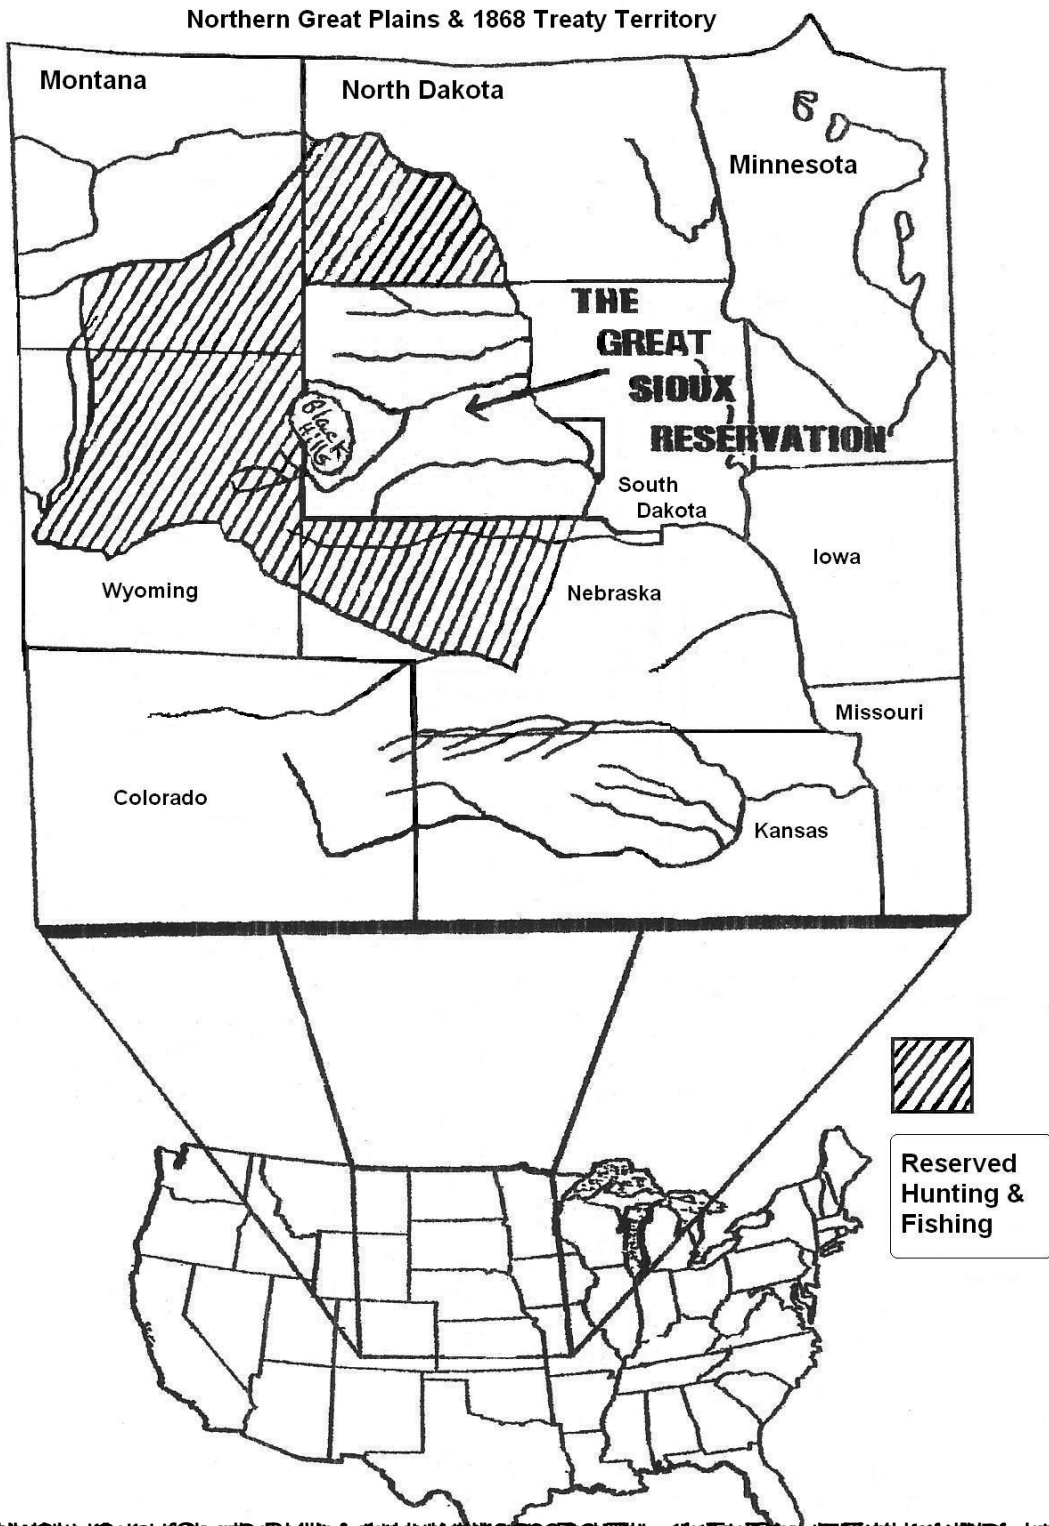 Northern Great Plains & 1868 Treaty Territory
Montana
North Dakota
Minnesota
THE
GREAT
SIOUX
RESERVATION
Black
Hills
South
Dakota
Iowa
Wyoming
Nebraska
Missouri
Colorado
Kansas
Reserved
Hunting &
Fishing